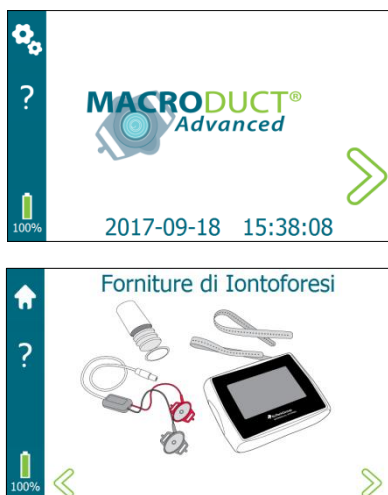 ?
MACRODUCT®
Advanced
100%
2017-09-18 15:38:08
Forniture di Iontoforesi
?
100%